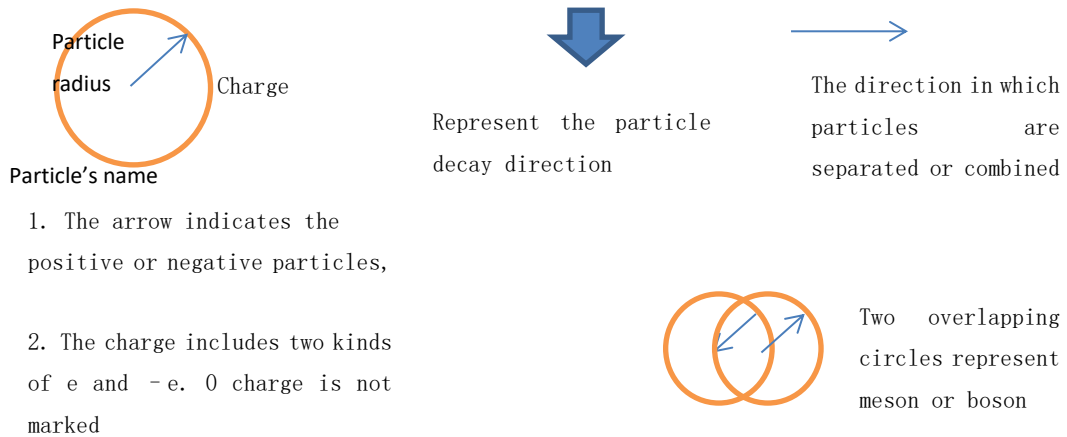 Particle
radius
Charge
Particle's name
1. The arrow indicates the
positive or negative particles,
2. The charge includes two kinds
of e and －e. 0 charge is not
marked
Represent the particle
decay direction
The direction in which
particles are
separated or combined
Two overlapping
circles represent
meson or boson